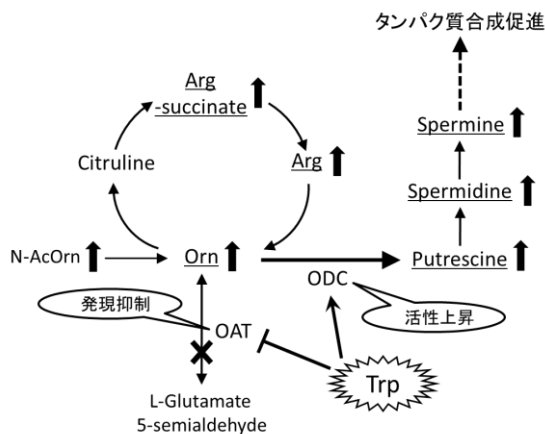 タンパク質合成促進
Arg
-succinate
Spermine
Citruline
Arg
Spermidine
N-AcOrn
Orn
Putrescine
ODC
発現抑制
OAT
活性上昇
Trp
L-Glutamate
5-semialdehyde